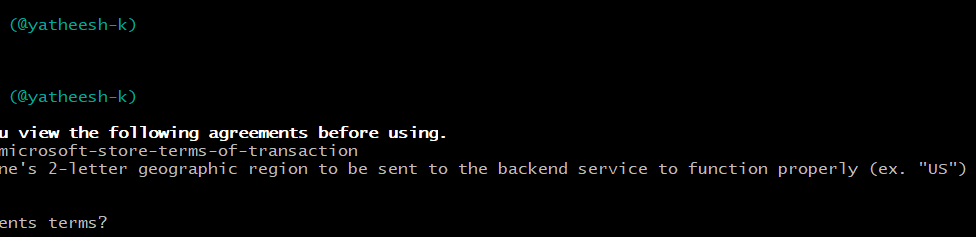 (@yatheesh-k)
(@yatheesh-k)
u view the following agreements before using.
microsoft-store-terms-of-transaction
ne's 2-letter geographic region to be sent to the backend service to function properly (ex. "US")
ents terms?